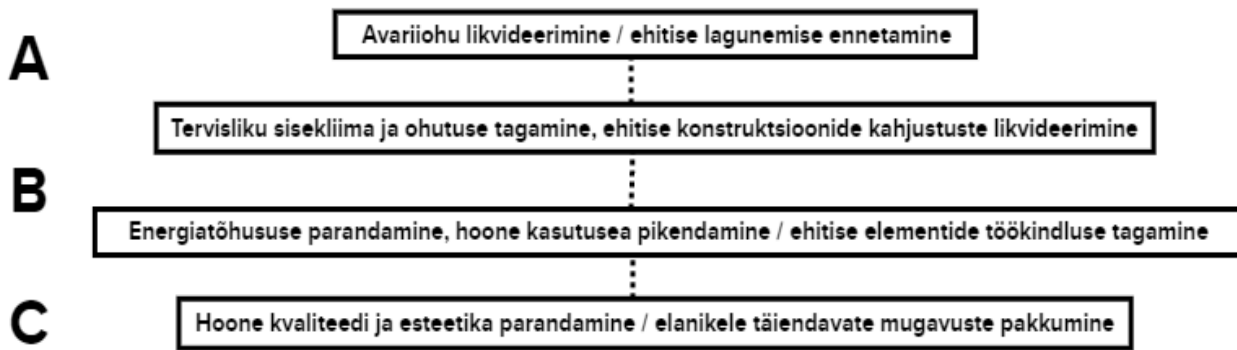 A
Avariiohu likvideerimine / ehitise lagunemise ennetamine
Tervisliku sisekliima ja ohutuse tagamine, ehitise konstruktsioonide kahjustuste likvideerimine
B
Energiatõhususe parandamine, hoone kasutusea pikendamine / ehitise elementide töökindluse tagamine
C
Hoone kvaliteedi ja esteetika parandamine / elanikele täiendavate mugavuste pakkumine